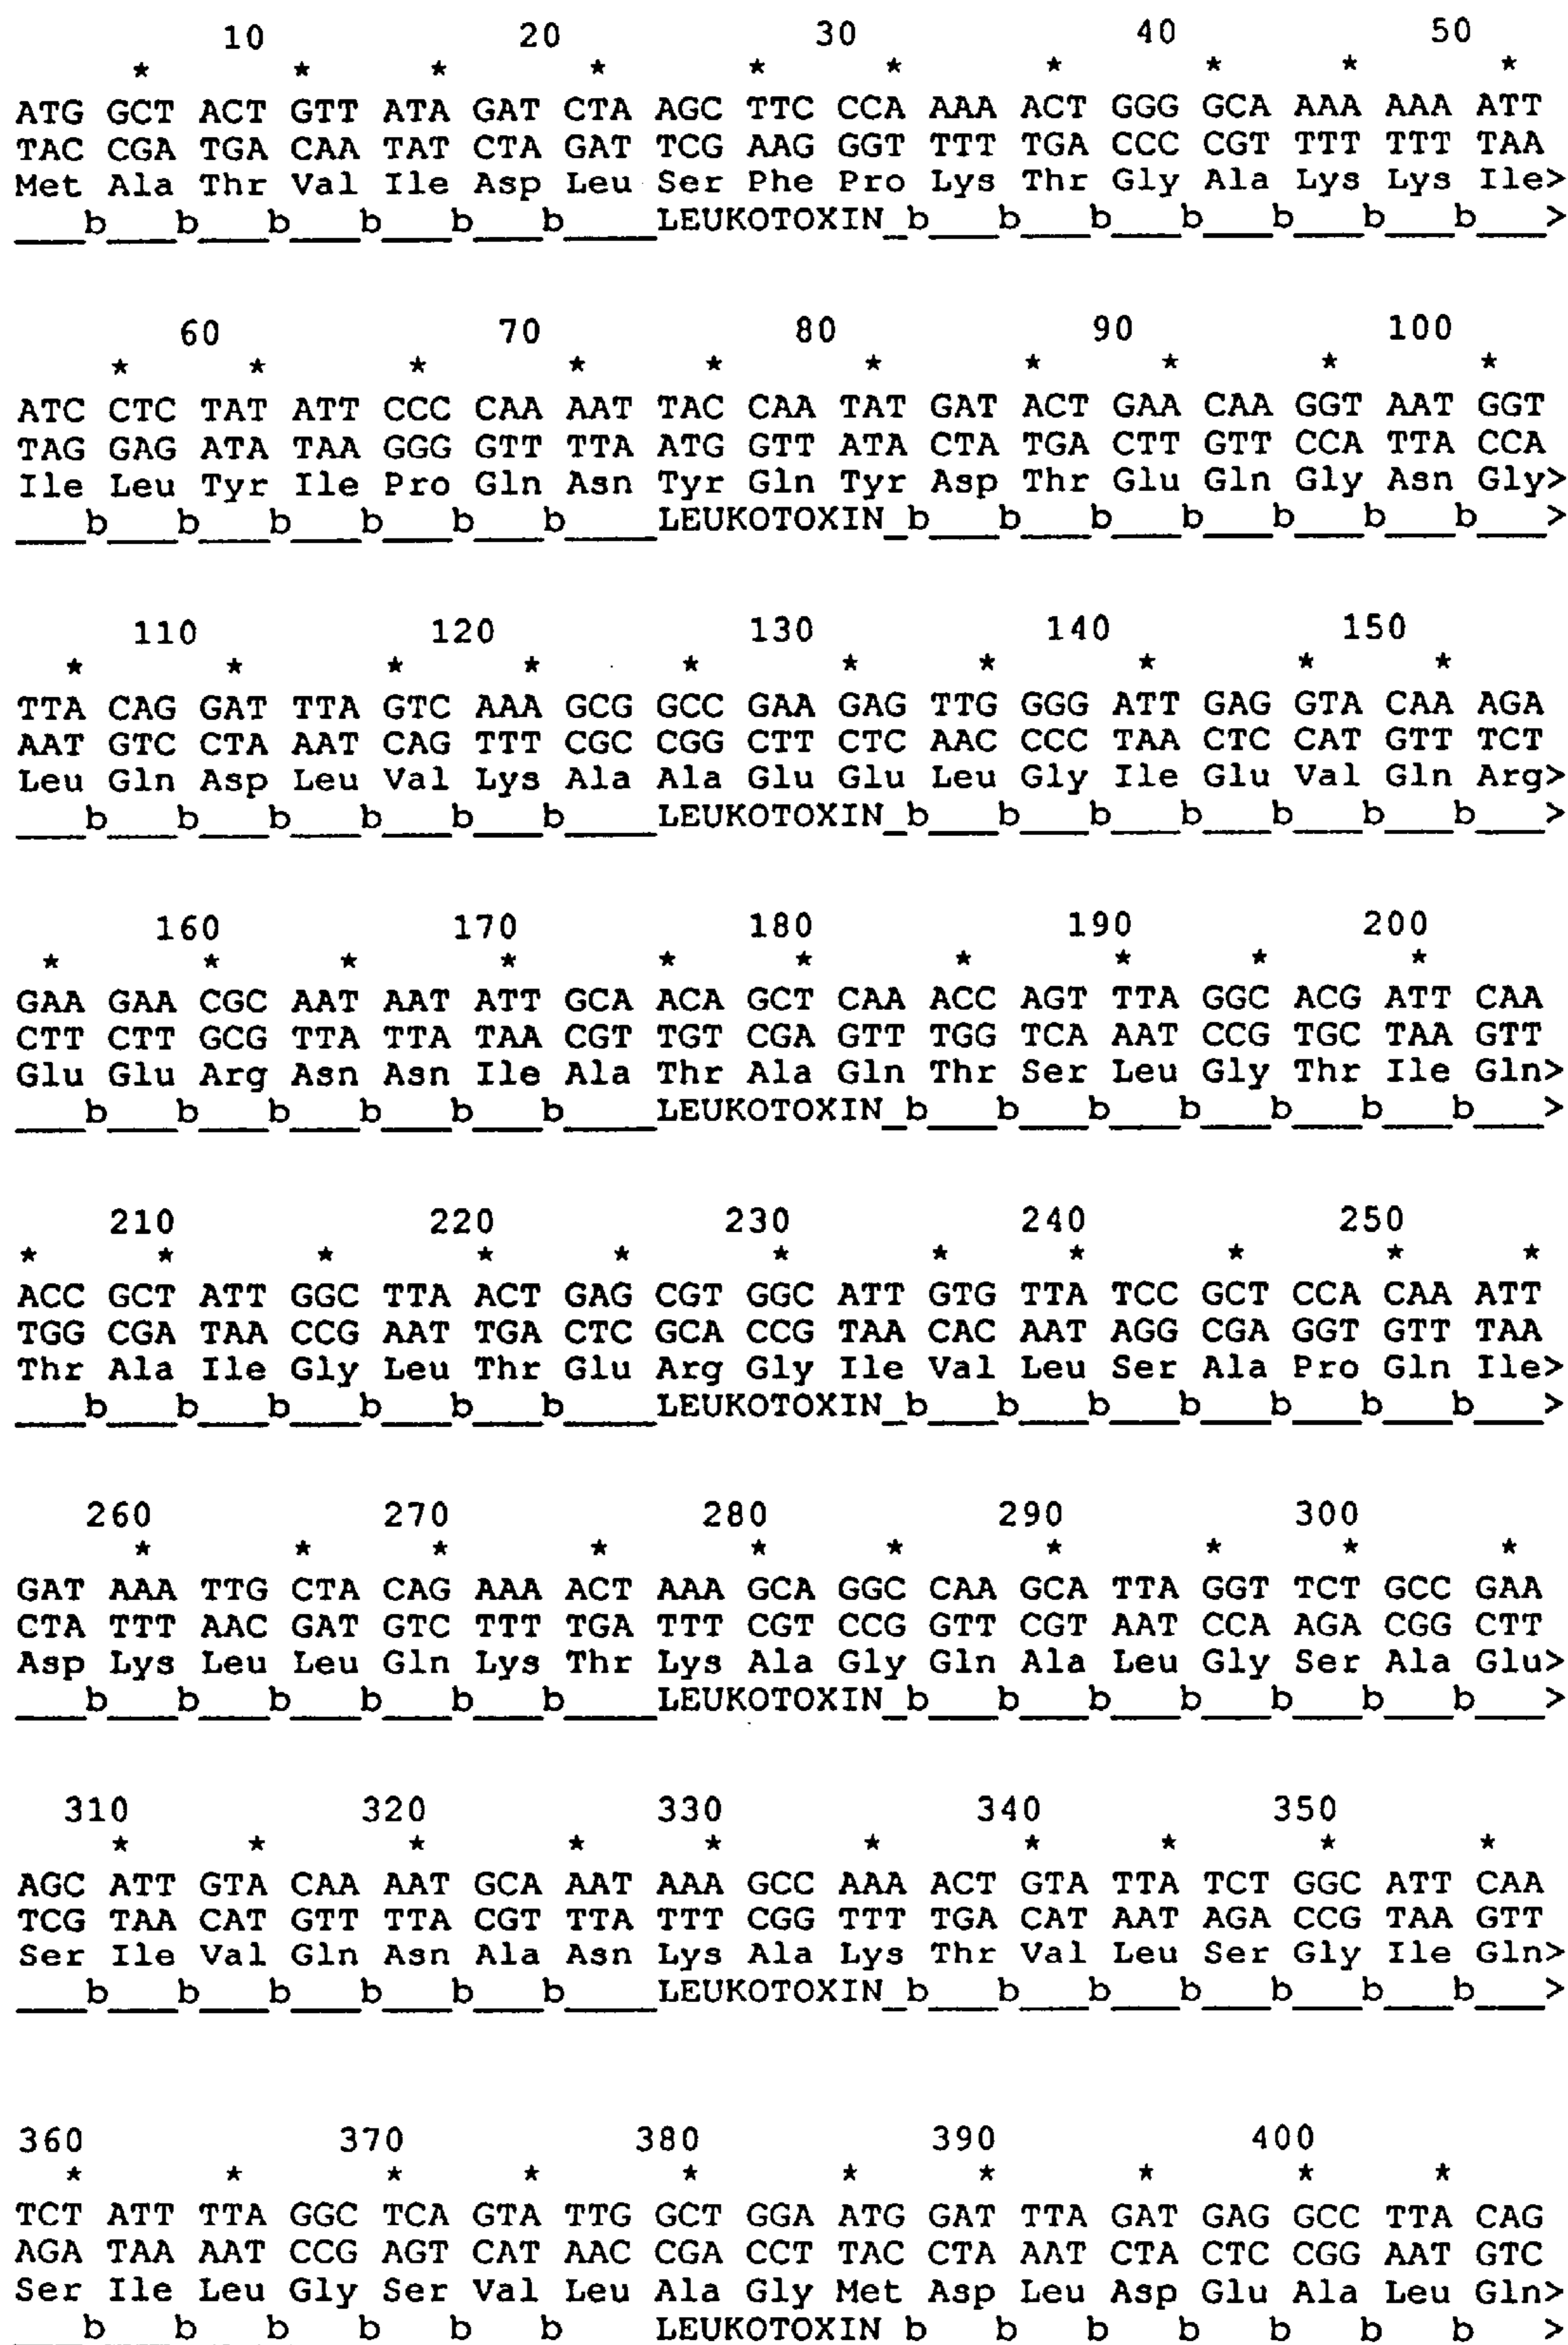 10 20 30 40 50
* * * * * * * * * *
ATG GCT ACT GTT ATA GAT CTA AGC TTC CCA AAA ACT GGG GCA AAA AAA ATT
TAC CGA TGA CAA TAT CTA GAT TCG AAG GGT TTT TGA CCC CGT TTT TTT TAA
Met Ala Thr Val Ile Asp Leu Ser Phe Pro Lys Thr Gly Ala Lys Lys Ile>
___b___b___b___b___b___b____LEUKOTOXIN_b___b___b___b___b___b___b___>
60 70 80 90 100
* * * * * * * * * *
ATC CTC TAT ATT CCC CAA AAT TAC CAA TAT GAT ACT GAA CAA GGT AAT GGT
TAG GAG ATA TAA GGG GTT TTA ATG GTT ATA CTA TGA CTT GTT CCA TTA CCA
Ile Leu Tyr Ile Pro Gln Asn Tyr Gln Tyr Asp Thr Glu Gln Gly Asn Gly>
___b___b___b___b___b___b____LEUKOTOXIN_b___b___b___b___b___b___b___>
110 120 130 140 150
* * * * * * * * * *
TTA CAG GAT TTA GTC AAA GCG GCC GAA GAG TTG GGG ATT GAG GTA CAA AGA
AAT GTC CTA AAT CAG TTT CGC CGG CTT CTC AAC CCC TAA CTC CAT GTT TCT
Leu Gln Asp Leu Val Lys Ala Ala Glu Glu Leu Gly Ile Glu Val Gln Arg>
___b___b___b___b___b___b____LEUKOTOXIN_b___b___b___b___b___b___b___>
160 170 180 190 200
* * * * * * * * * *
GAA GAA CGC AAT AAT ATT GCA ACA GCT CAA ACC AGT TTA GGC ACG ATT CAA
CTT CTT GCG TTA TTA TAA CGT TGT CGA GTT TGG TCA AAT CCG TGC TAA GTT
Glu Glu Arg Asn Asn Ile Ala Thr Ala Gln Thr Ser Leu Gly Thr Ile Gln>
___b___b___b___b___b___b____LEUKOTOXIN_b___b___b___b___b___b___b___>
210 220 230 240 250
* * * * * * * * * * *
ACC GCT ATT GGC TTA ACT GAG CGT GGC ATT GTG TTA TCC GCT CCA CAA ATT
TGG CGA TAA CCG AAT TGA CTC GCA CCG TAA CAC AAT AGG CGA GGT GTT TAA
Thr Ala Ile Gly Leu Thr Glu Arg Gly Ile Val Leu Ser Ala Pro Gln Ile>
___b___b___b___b___b___b____LEUKOTOXIN_b___b___b___b___b___b___b___>
260 270 280 290 300
* * * * * * * * * *
GAT AAA TTG CTA CAG AAA ACT AAA GCA GGC CAA GCA TTA GGT TCT GCC GAA
CTA TTT AAC GAT GTC TTT TGA TTT CGT CCG GTT CGT AAT CCA AGA CGG CTT
Asp Lys Leu Leu Gln Lys Thr Lys Ala Gly Gln Ala Leu Gly Ser Ala Glu>
___b___b___b___b___b___b____LEUKOTOXIN_b___b___b___b___b___b___b___>
310 320 330 340 350
* * * * * * * * * *
AGC ATT GTA CAA AAT GCA AAT AAA GCC AAA ACT GTA TTA TCT GGC ATT CAA
TCG TAA CAT GTT TTA CGT TTA TTT CGG TTT TGA CAT AAT AGA CCG TAA GTT
Ser Ile Val Gln Asn Ala Asn Lys Ala Lys Thr Val Leu Ser Gly Ile Gln>
___b___b___b___b___b___b____LEUKOTOXIN_b___b___b___b___b___b___b___>
360 370 380 390 400
* * * * * * * * * *
TCT ATT TTA GGC TCA GTA TTG GCT GGA ATG GAT TTA GAT GAG GCC TTA CAG
AGA TAA AAT CCG AGT CAT AAC CGA CCT TAC CTA AAT CTA CTC CGG AAT GTC
Ser Ile Leu Gly Ser Val Leu Ala Gly Met Asp Leu Asp Glu Ala Leu Gln>
b b b b b b LEUKOTOXIN b b b b b b b >